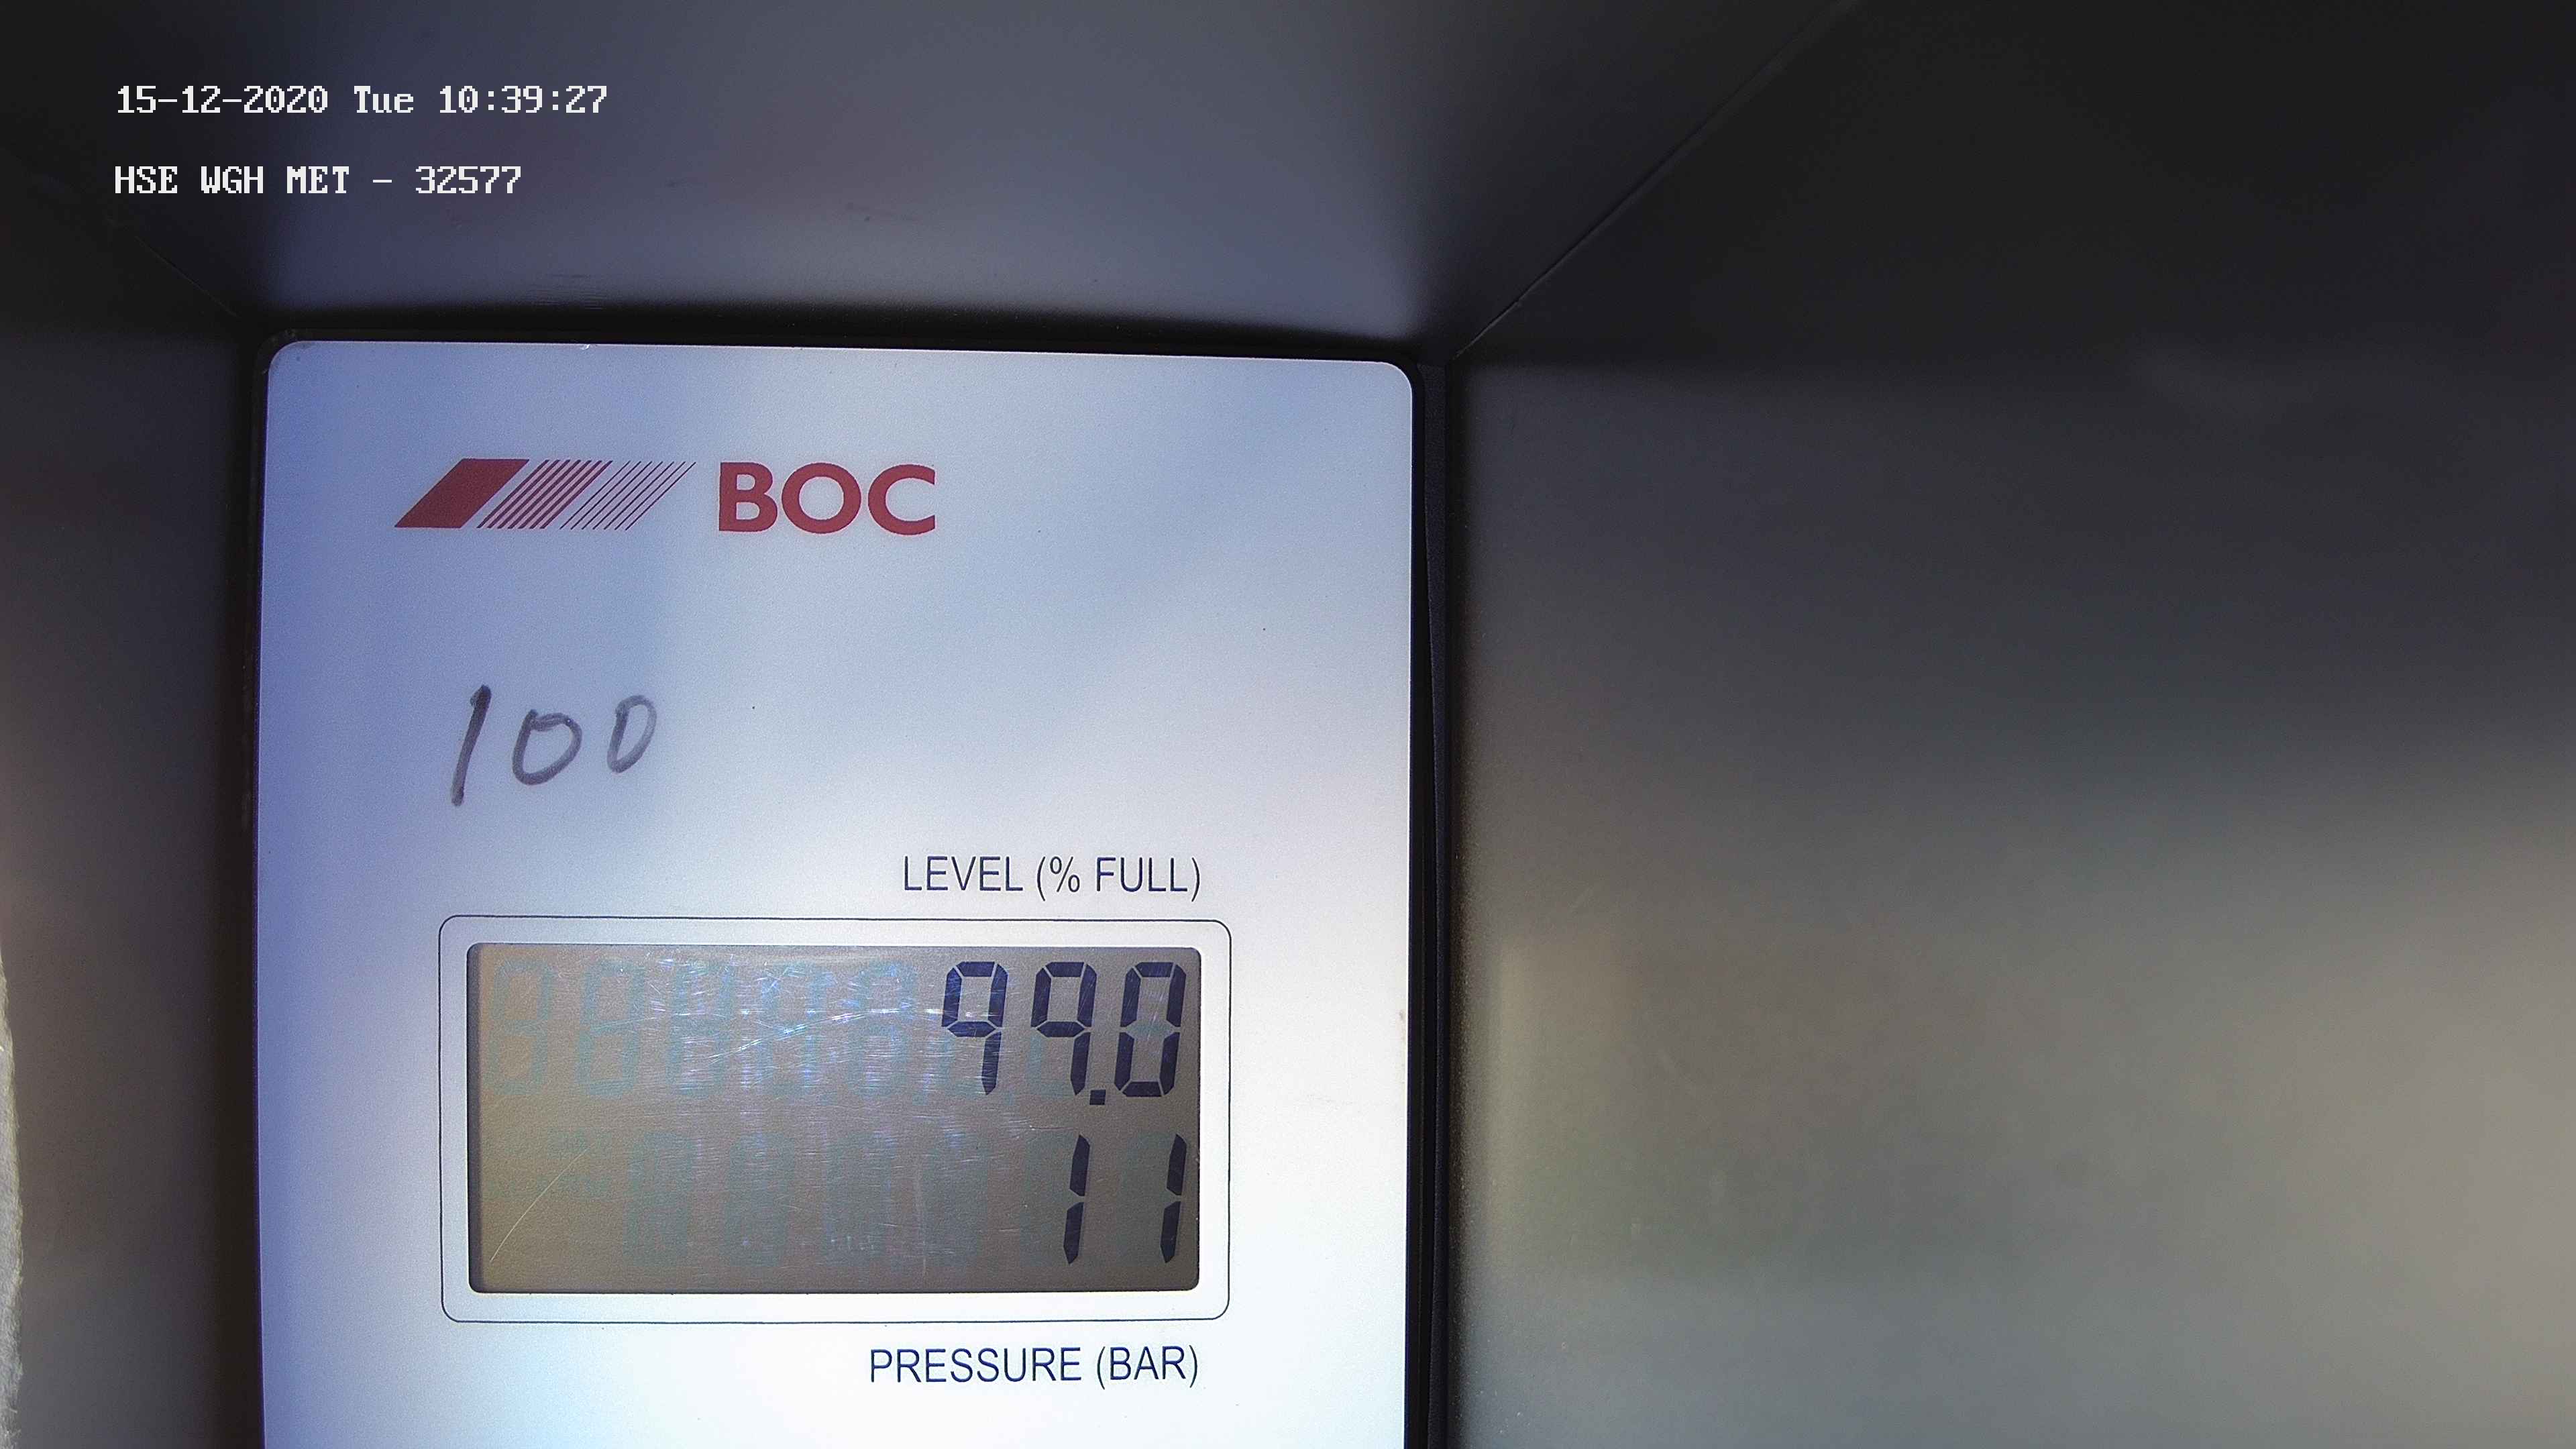 15-12-2020 Tue 10:39:27
HSE WGH MET - 32577
BOC
100
LEVEL (% FULL)
99.0
11
PRESSURE (BAR)